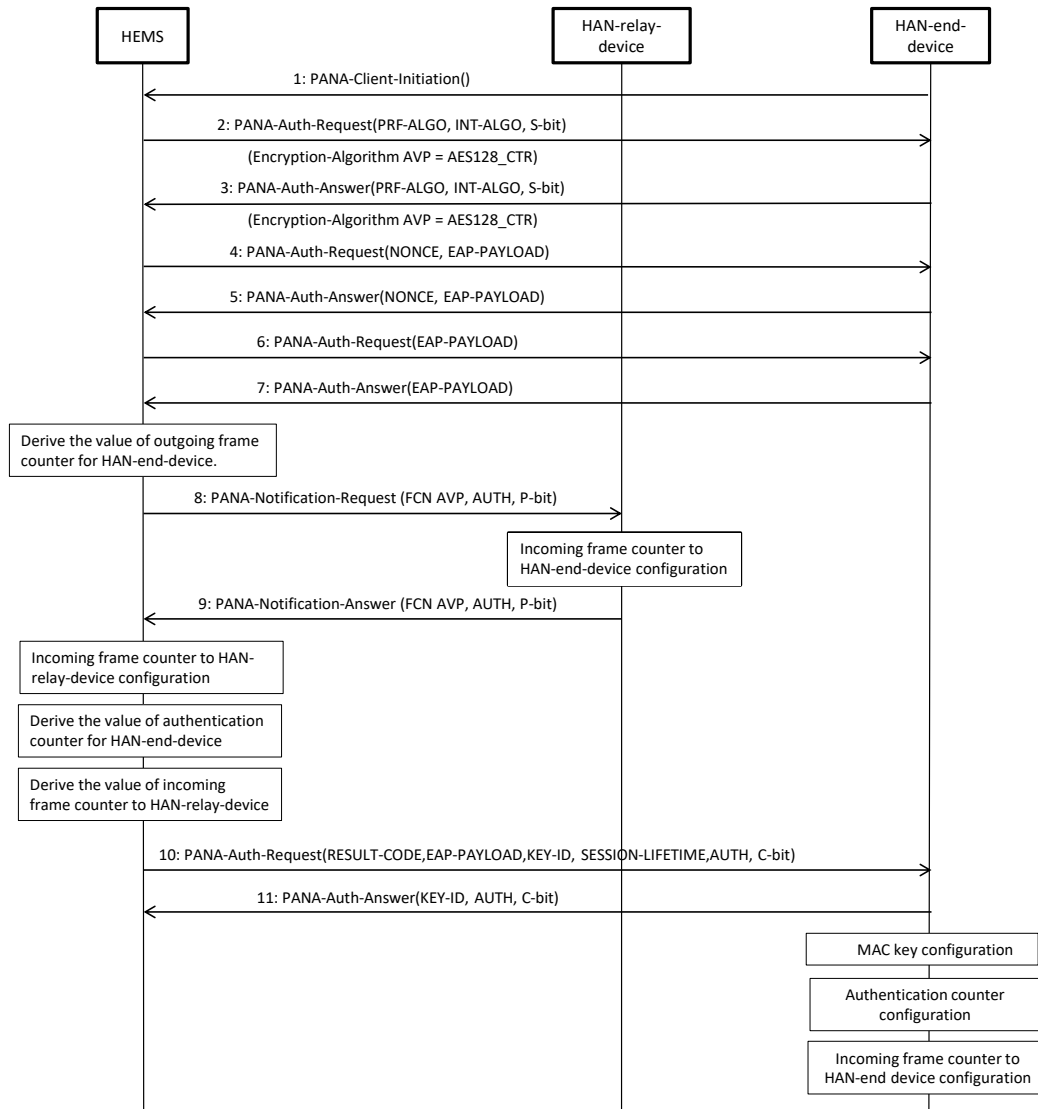 HEMS
HAN-relay-
device
HAN-end-
device
1: PANA-Client-Initiation()
2: PANA-Auth-Request(PRF-ALGO, INT-ALGO, S-bit)
(Encryption-Algorithm AVP = AES128_CTR)
3: PANA-Auth-Answer(PRF-ALGO, INT-ALGO, S-bit)
(Encryption-Algorithm AVP = AES128_CTR)
4: PANA-Auth-Request(NONCE, EAP-PAYLOAD)
5: PANA-Auth-Answer(NONCE, EAP-PAYLOAD)
6: PANA-Auth-Request(EAP-PAYLOAD)
7: PANA-Auth-Answer(EAP-PAYLOAD)
Derive the value of outgoing frame
counter for HAN-end-device.
8: PANA-Notification-Request (FCN AVP, AUTH, P-bit)
Incoming frame counter to
HAN-end-device configuration
9: PANA-Notification-Answer (FCN AVP, AUTH, P-bit)
Incoming frame counter to HAN-
relay-device configuration
Derive the value of authentication
counter for HAN-end-device
Derive the value of incoming
frame counter to HAN-relay-device
10: PANA-Auth-Request(RESULT-CODE,EAP-PAYLOAD,KEY-ID, SESSION-LIFETIME,AUTH, C-bit)
11: PANA-Auth-Answer(KEY-ID, AUTH, C-bit)
MAC key configuration
Authentication counter
configuration
Incoming frame counter to
HAN-end device configuration